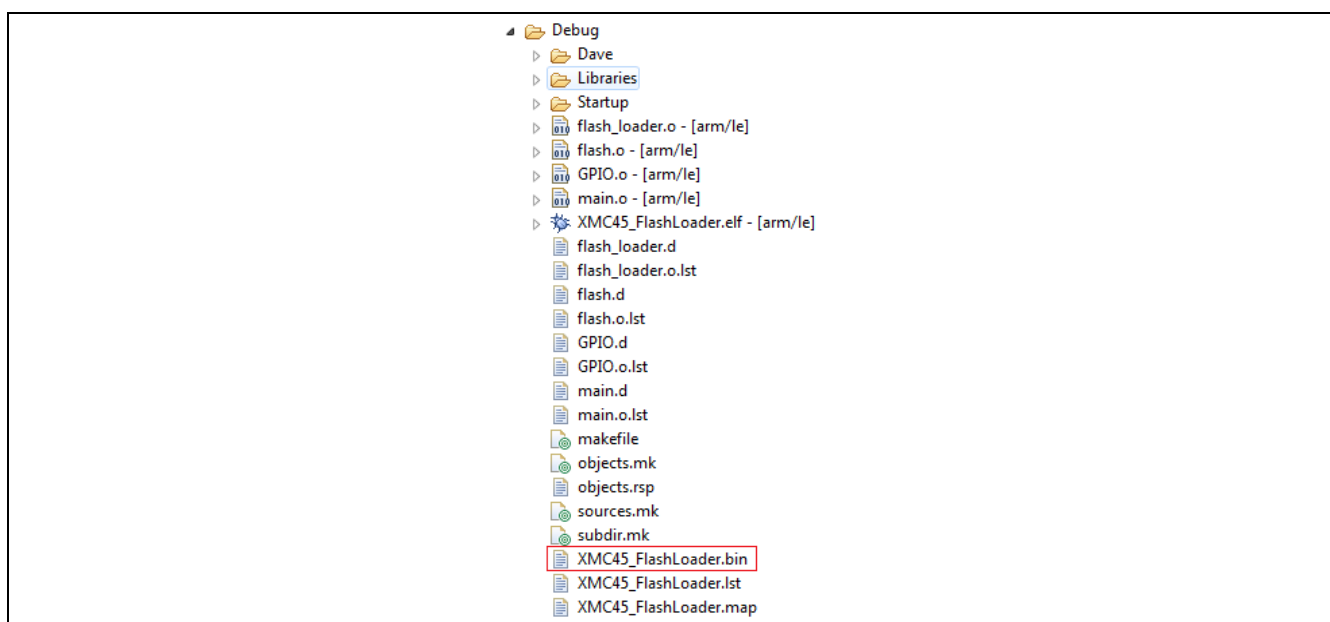 Debug
Dave
Libraries
Startup
flash_loader.o - [arm/le]
flash.o - [arm/le]
GPIO.o - [arm/le]
main.o - [arm/le]
XMC45_FlashLoader.elf - [arm/le]
flash_loader.d
flash_loader.o.lst
flash.d
flash.o.lst
GPIO.d
GPIO.o.lst
main.d
main.o.lst
makefile
objects.mk
objects.rsp
sources.mk
subdir.mk
XMC45_FlashLoader.bin
XMC45_FlashLoader.lst
XMC45_FlashLoader.map